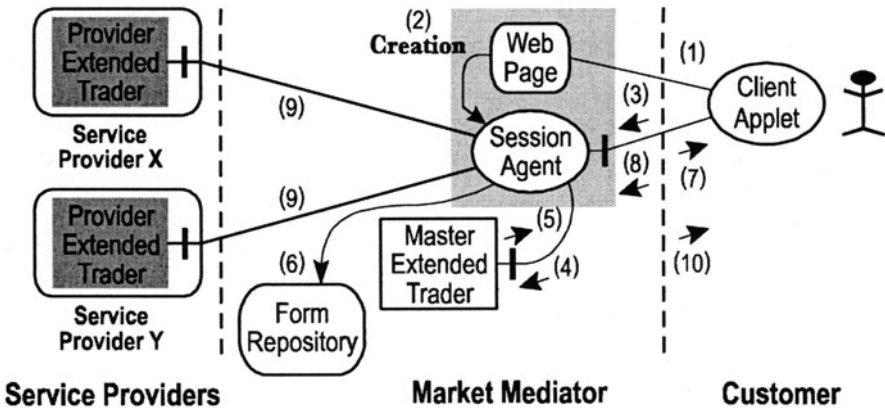 Provider
Extended
Trader
Service
Provider X
Provider
Extended
Trader
Service
Provider Y
(9)
(9)
(2)
Creation
Web
Page
Session
Agent
(1)
(3)
(8)
(7)
(10)
Client
Applet
(5)
(4)
(6)
Master
Extended
Trader
Form
Repository
Service Providers
Market Mediator
Customer